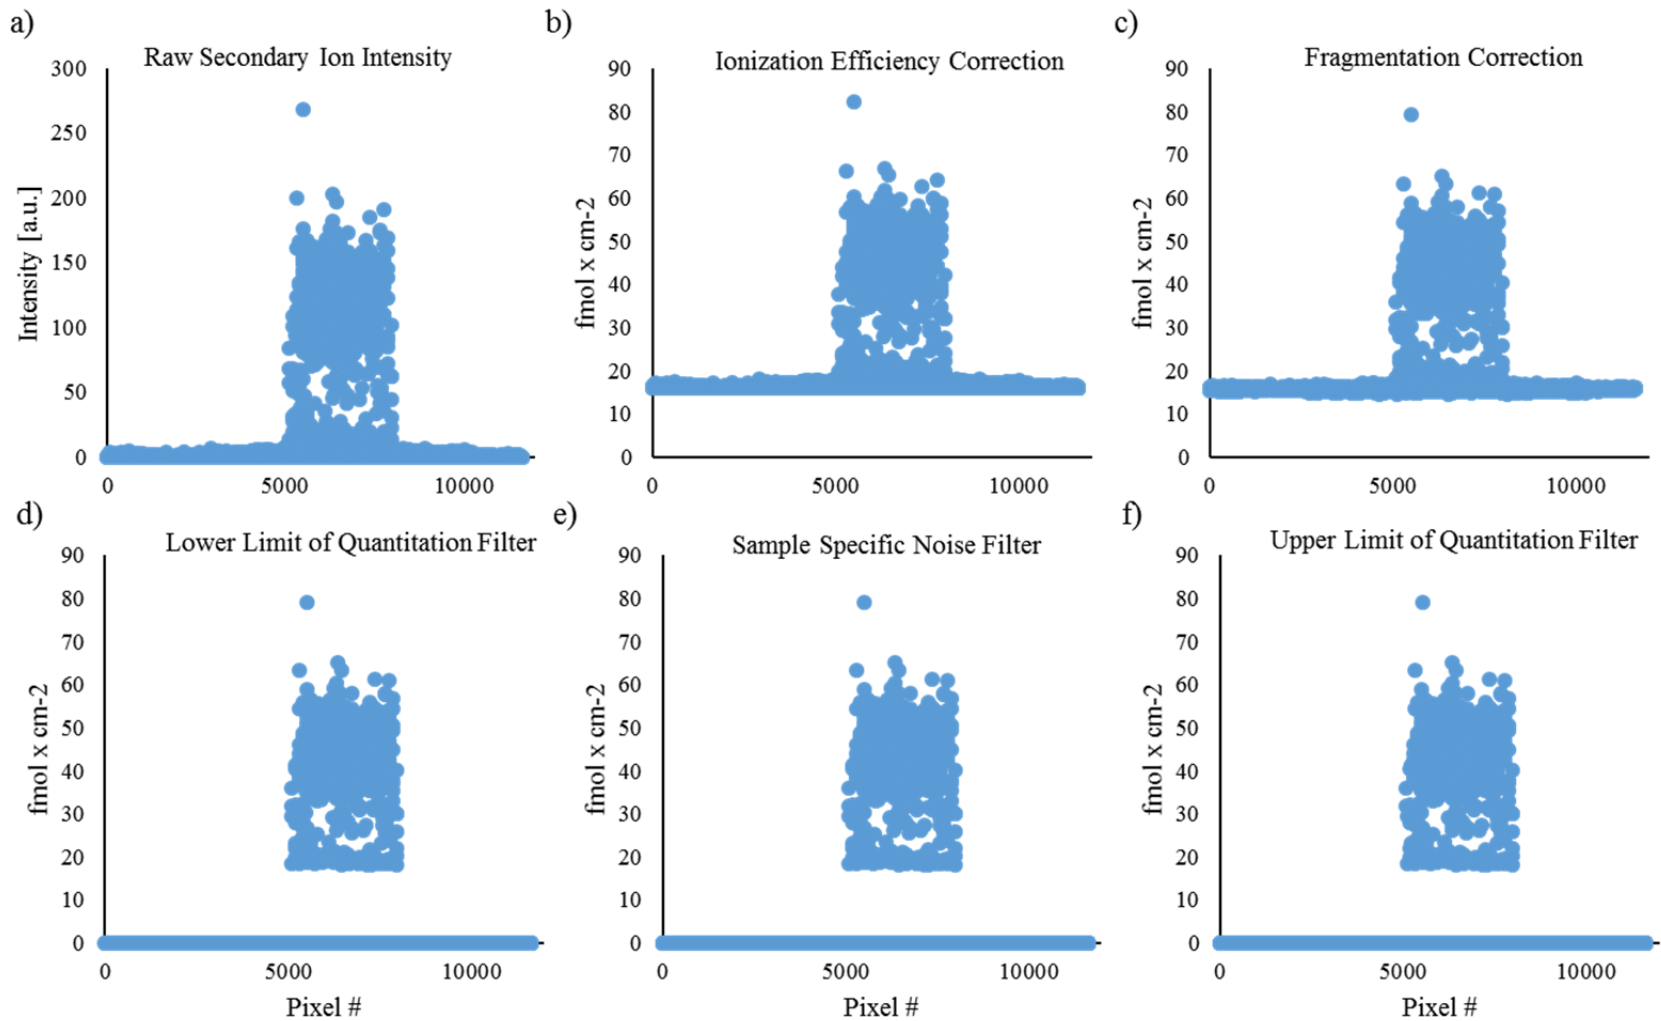 a)
Raw Secondary Ion Intensity
300
250
200
150
100
50
0
Intensity [a.u.]
0 5000 10000
b)
Ionization Efficiency Correction
90
80
70
60
50
40
30
20
10
0
fmol x cm-2
0 5000 10000
c)
Fragmentation Correction
90
80
70
60
50
40
30
20
10
0
fmol x cm-2
0 5000 10000
d)
Lower Limit of Quantitation Filter
90
80
70
60
50
40
30
20
10
0
fmol x cm-2
0 5000 10000
Pixel #
e)
Sample Specific Noise Filter
90
80
70
60
50
40
30
20
10
0
fmol x cm-2
0 5000 10000
Pixel #
f)
Upper Limit of Quantitation Filter
90
80
70
60
50
40
30
20
10
0
fmol x cm-2
0 5000 10000
Pixel #